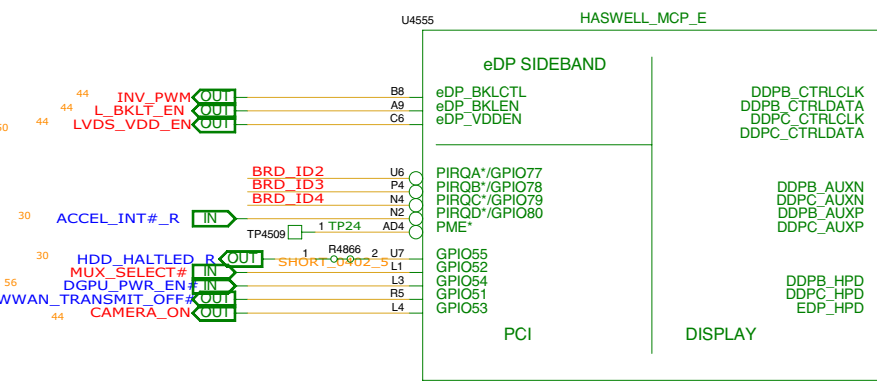 U4555 HASWELL_MCP_E
eDP SIDEBAND
44 INV_PWM OUT B8 eDP_BKLCTL DDPB_CTRLCLK
44 L_BKLT_EN OUT A9 eDP_BKLEN DDPB_CTRLDATA
44 LVDS_VDD_EN OUT C6 eDP_VDDEN DDPC_CTRLCLK
DDPC_CTRLDATA
BRD_ID2 U6 PIRQA*/GPIO77
BRD_ID3 P4 PIRQB*/GPIO78 DDPB_AUXN
BRD_ID4 N4 PIRQC*/GPIO79 DDPC_AUXN
30 ACCEL_INT#_R IN N2 PIRQD*/GPIO80 DDPB_AUXP
TP4509 1 TP24 AD4 PME* DDPC_AUXP
30 HDD_HALTLED_R OUT 1 R4866 2 U7 GPIO55
SHORT_0402_5
MUX_SELECT# IN L1 GPIO52
56 DGPU_PWR_EN# IN L3 GPIO54 DDPB_HPD
WWAN_TRANSMIT_OFF# OUT R5 GPIO51 DDPC_HPD
44 CAMERA_ON OUT L4 GPIO53 EDP_HPD
PCI DISPLAY